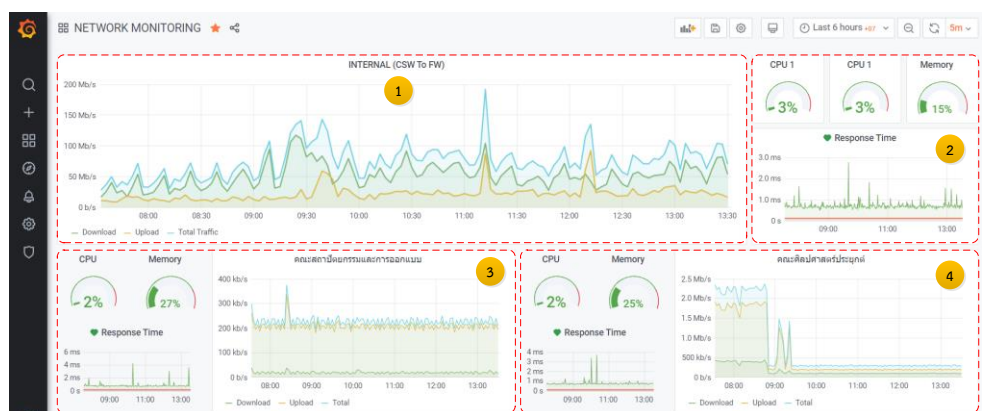 NETWORK MONITORING
Last 6 hours +07
5m
INTERNAL (CSW To FW)
1
200 Mb/s
150 Mb/s
100 Mb/s
50 Mb/s
0 b/s
08:00 08:30 09:00 09:30 10:00 10:30 11:00 11:30 12:00 12:30 13:00 13:30
Download Upload Total Traffic
CPU 1 CPU 1 Memory
3% 3% 15%
Response Time
2
3.0 ms
2.0 ms
1.0 ms
0 s
09:00 11:00 13:00
CPU Memory
2% 27%
Response Time
6 ms
4 ms
2 ms
0 s
09:00 11:00 13:00
คณะสถาปัตยกรรมและการออกแบบ
3
400 kb/s
300 kb/s
200 kb/s
100 kb/s
0 b/s
08:00 09:00 10:00 11:00 12:00 13:00
Download Upload Total
CPU Memory
2% 25%
Response Time
4 ms
3 ms
2 ms
1 ms
0 s
09:00 11:00 13:00
คณะศิลปศาสตร์ประยุกต์
4
2.5 Mb/s
2.0 Mb/s
1.5 Mb/s
1.0 Mb/s
500 kb/s
0 b/s
08:00 09:00 10:00 11:00 12:00 13:00
Download Upload Total